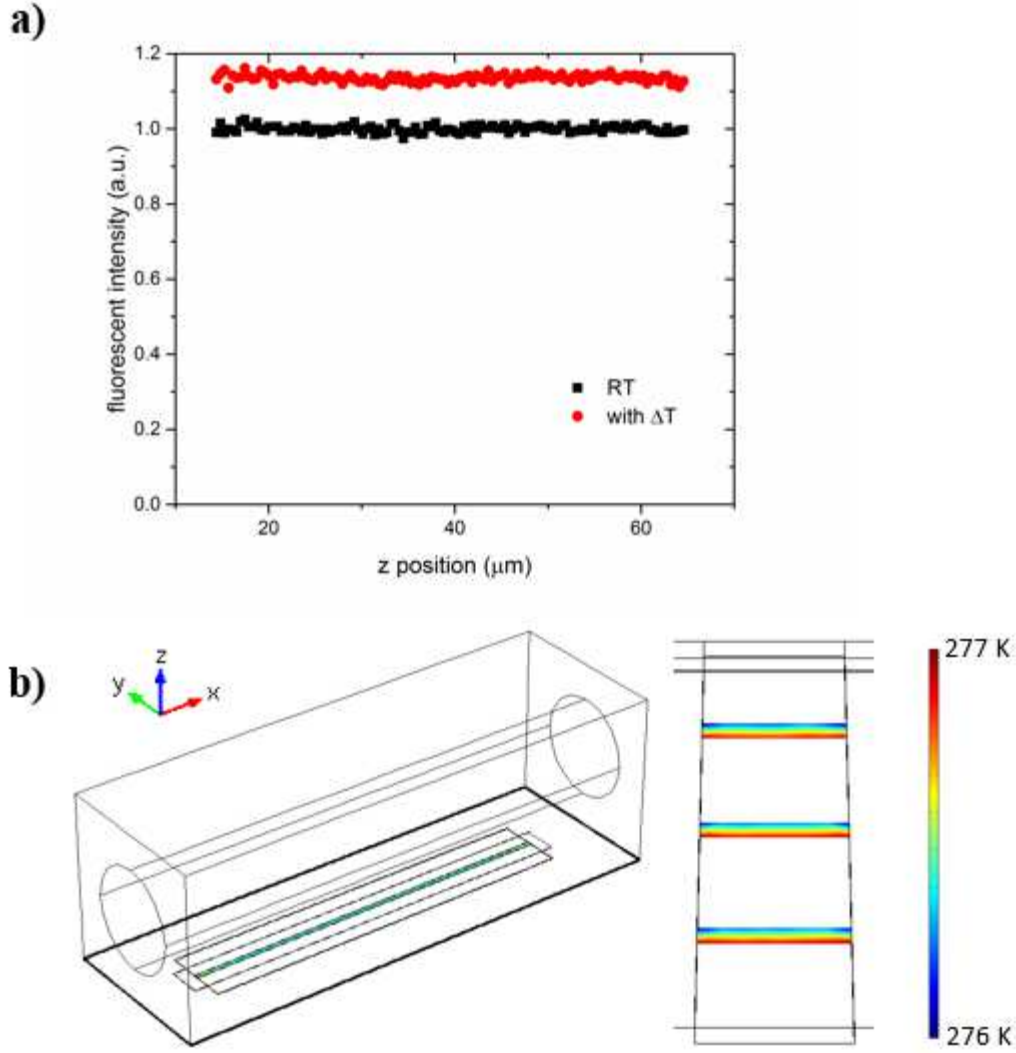 a)
1.2
1.0
0.8
0.6
0.4
0.2
0.0
fluorescent intensity (a.u.)
RT
with ΔT
20 40 60
z position (μm)
b)
z
y
x
277 K
276 K